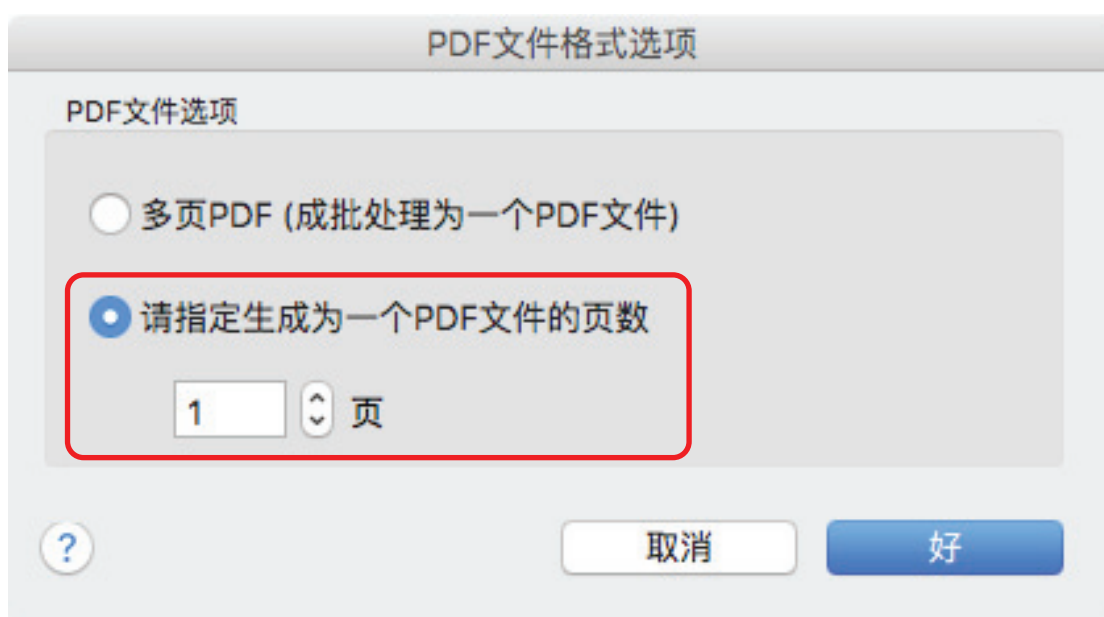 PDF文件格式选项
PDF文件选项
多页PDF (成批处理为一个PDF文件)
请指定生成为一个PDF文件的页数
1 页
? 取消 好